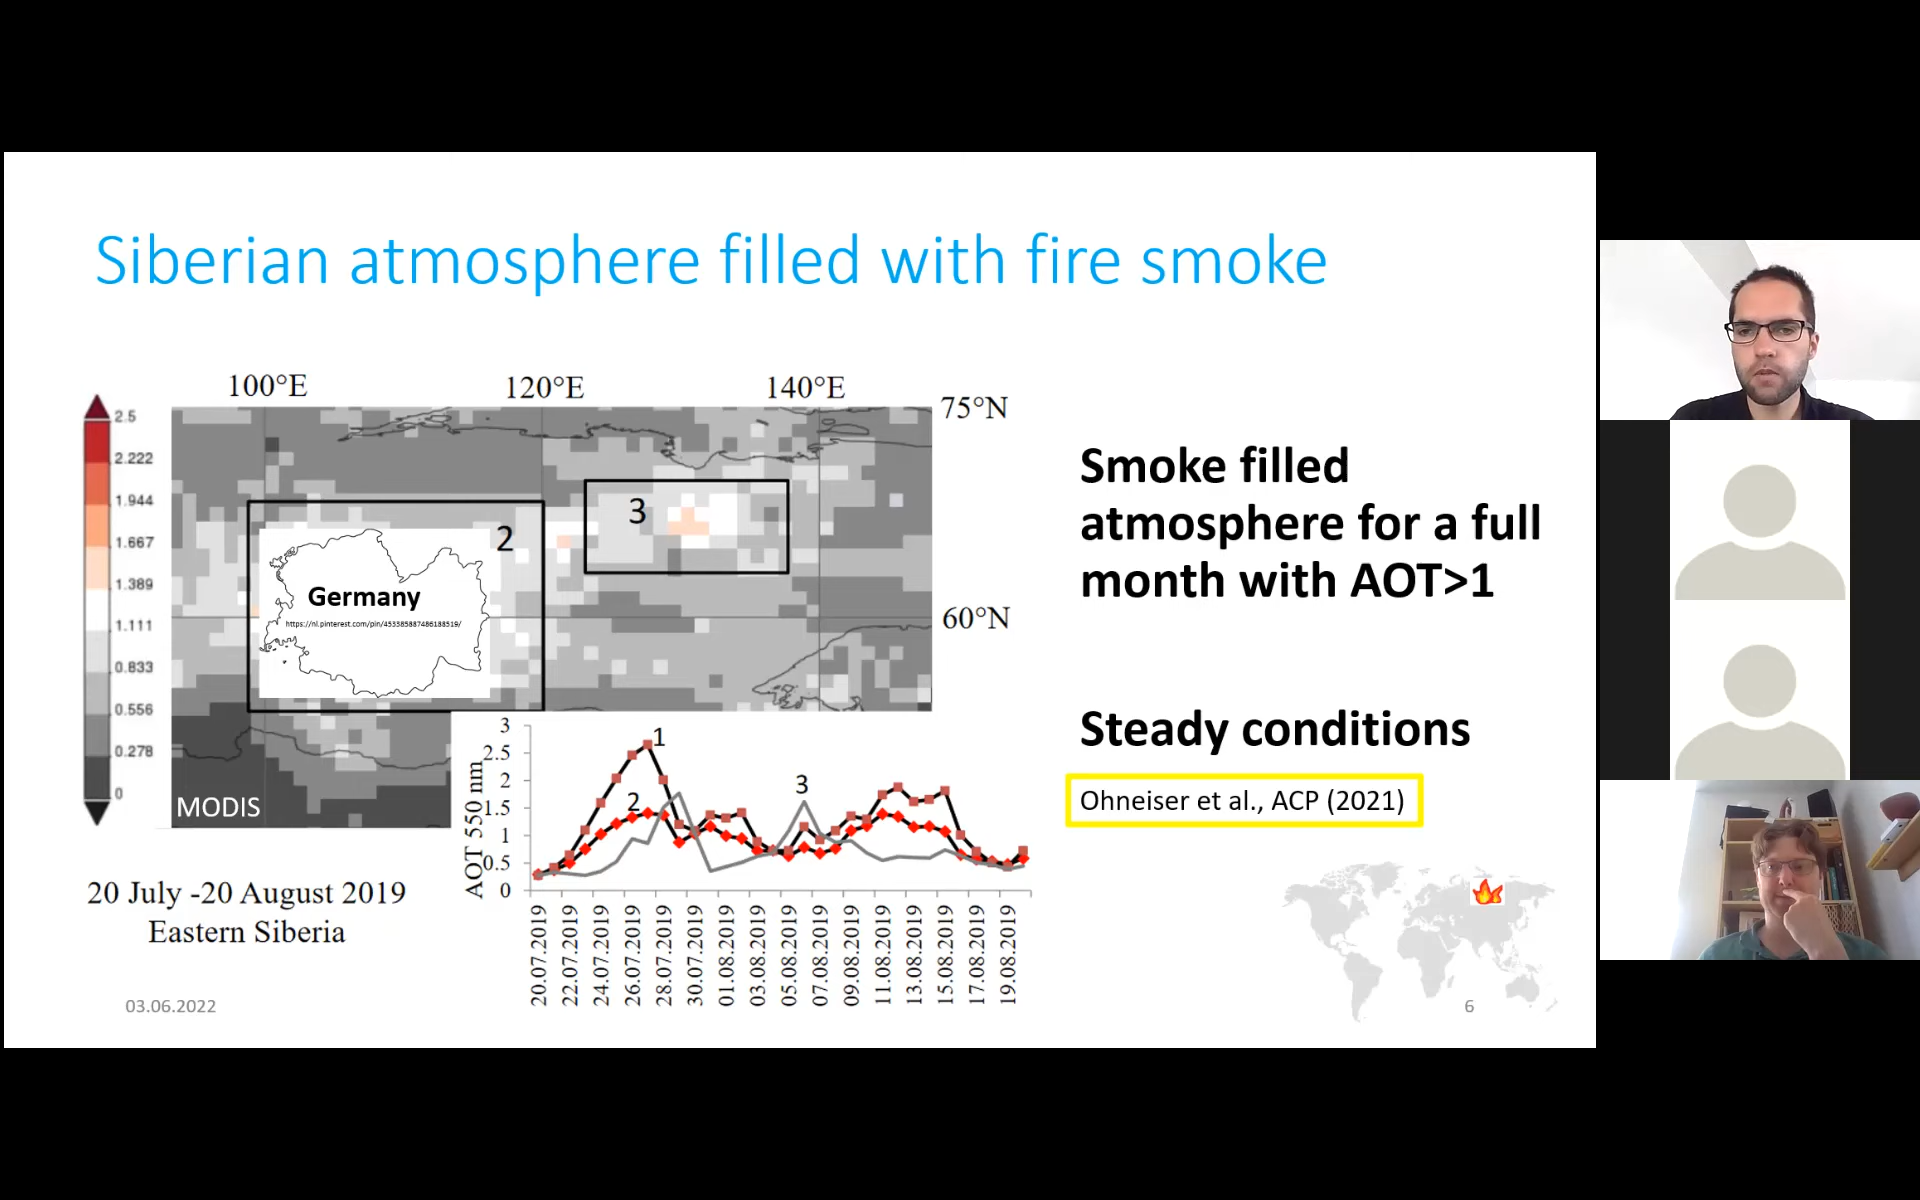 Siberian atmosphere filled with fire smoke
100°E
120°E
140°E
75°N
60°N
2.5
2.222
1.944
1.667
1.389
1.111
0.833
0.556
0.278
0
2
3
Germany
https://nl.pinterest.com/pin/453385887486188519/
MODIS
20 July -20 August 2019
Eastern Siberia
AOT 550 nm
3
2.5
2
1.5
1
0.5
0
1
2
3
20.07.2019
22.07.2019
24.07.2019
26.07.2019
28.07.2019
30.07.2019
01.08.2019
03.08.2019
05.08.2019
07.08.2019
09.08.2019
11.08.2019
13.08.2019
15.08.2019
17.08.2019
19.08.2019
Smoke filled
atmosphere for a full
month with AOT>1
Steady conditions
Ohneiser et al., ACP (2021)
03.06.2022
6